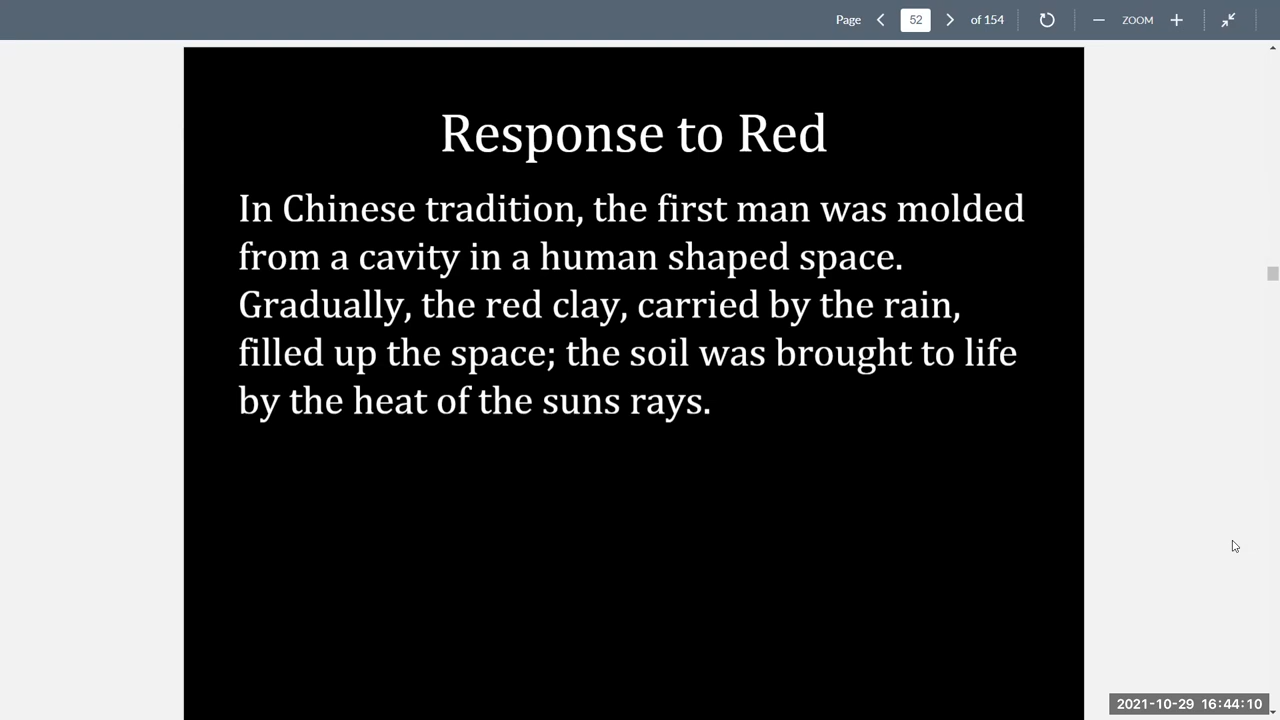 Page 52 of 154 ZOOM
Response to Red
In Chinese tradition, the first man was molded
from a cavity in a human shaped space.
Gradually, the red clay, carried by the rain,
filled up the space; the soil was brought to life
by the heat of the suns rays.
2021-10-29 16:44:10